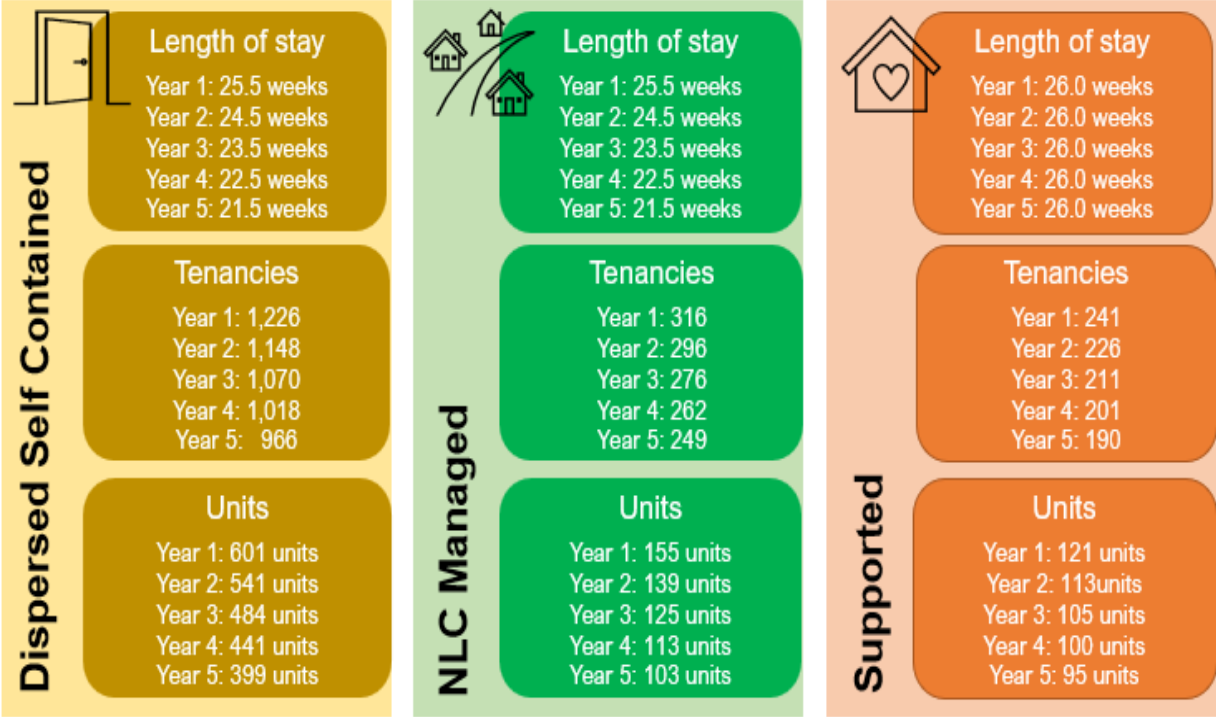 Dispersed Self Contained
Length of stay
Year 1: 25.5 weeks
Year 2: 24.5 weeks
Year 3: 23.5 weeks
Year 4: 22.5 weeks
Year 5: 21.5 weeks
Tenancies
Year 1: 1,226
Year 2: 1,148
Year 3: 1,070
Year 4: 1,018
Year 5: 966
Units
Year 1: 601 units
Year 2: 541 units
Year 3: 484 units
Year 4: 441 units
Year 5: 399 units
NLC Managed
Length of stay
Year 1: 25.5 weeks
Year 2: 24.5 weeks
Year 3: 23.5 weeks
Year 4: 22.5 weeks
Year 5: 21.5 weeks
Tenancies
Year 1: 316
Year 2: 296
Year 3: 276
Year 4: 262
Year 5: 249
Units
Year 1: 155 units
Year 2: 139 units
Year 3: 125 units
Year 4: 113 units
Year 5: 103 units
Supported
Length of stay
Year 1: 26.0 weeks
Year 2: 26.0 weeks
Year 3: 26.0 weeks
Year 4: 26.0 weeks
Year 5: 26.0 weeks
Tenancies
Year 1: 241
Year 2: 226
Year 3: 211
Year 4: 201
Year 5: 190
Units
Year 1: 121 units
Year 2: 113units
Year 3: 105 units
Year 4: 100 units
Year 5: 95 units